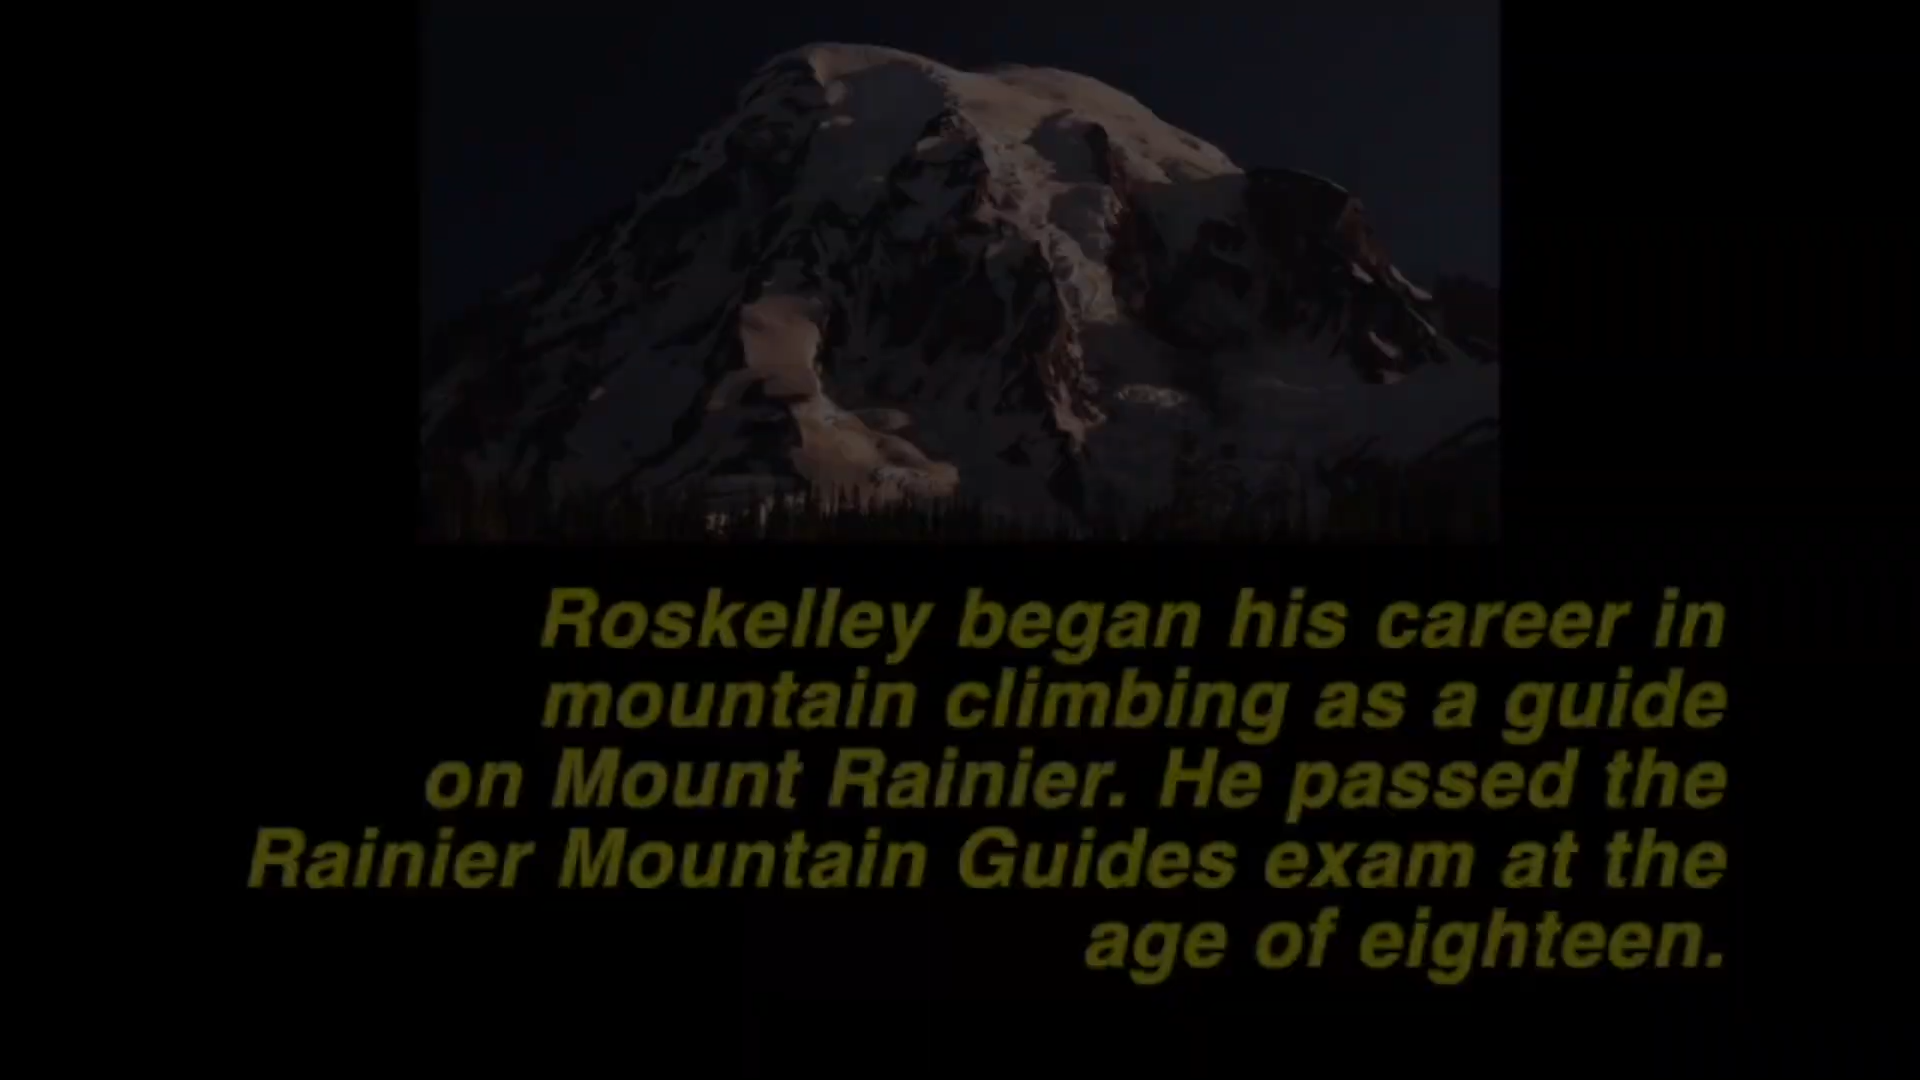 Roskelley began his career in
mountain climbing as a guide
on Mount Rainier. He passed the
Rainier Mountain Guides exam at the
age of eighteen.